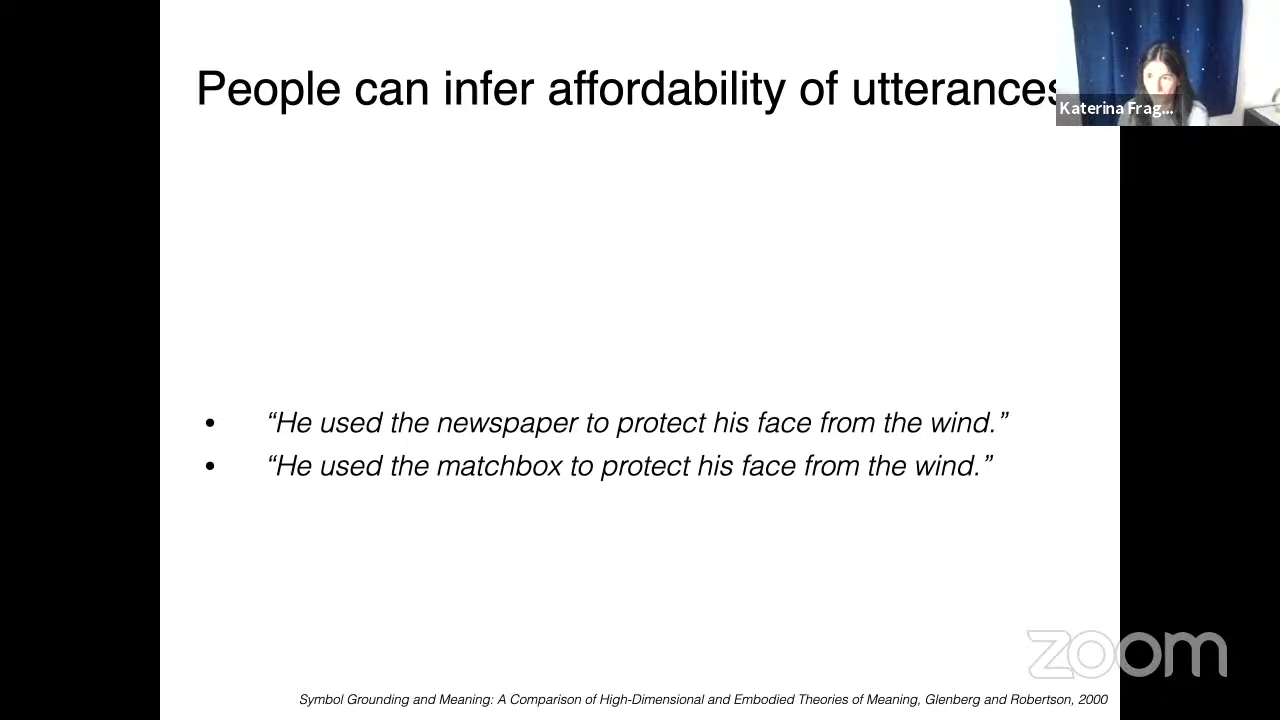 People can infer affordability of utterances
Katerina Frag...
• “He used the newspaper to protect his face from the wind.”
• “He used the matchbox to protect his face from the wind.”
zoom
Symbol Grounding and Meaning: A Comparison of High-Dimensional and Embodied Theories of Meaning, Glenberg and Robertson, 2000